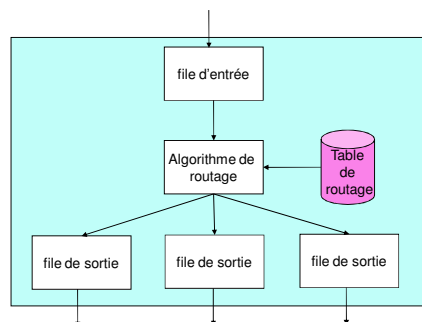 file d'entrée
Algorithme de
routage
Table
de
routage
file de sortie
file de sortie
file de sortie